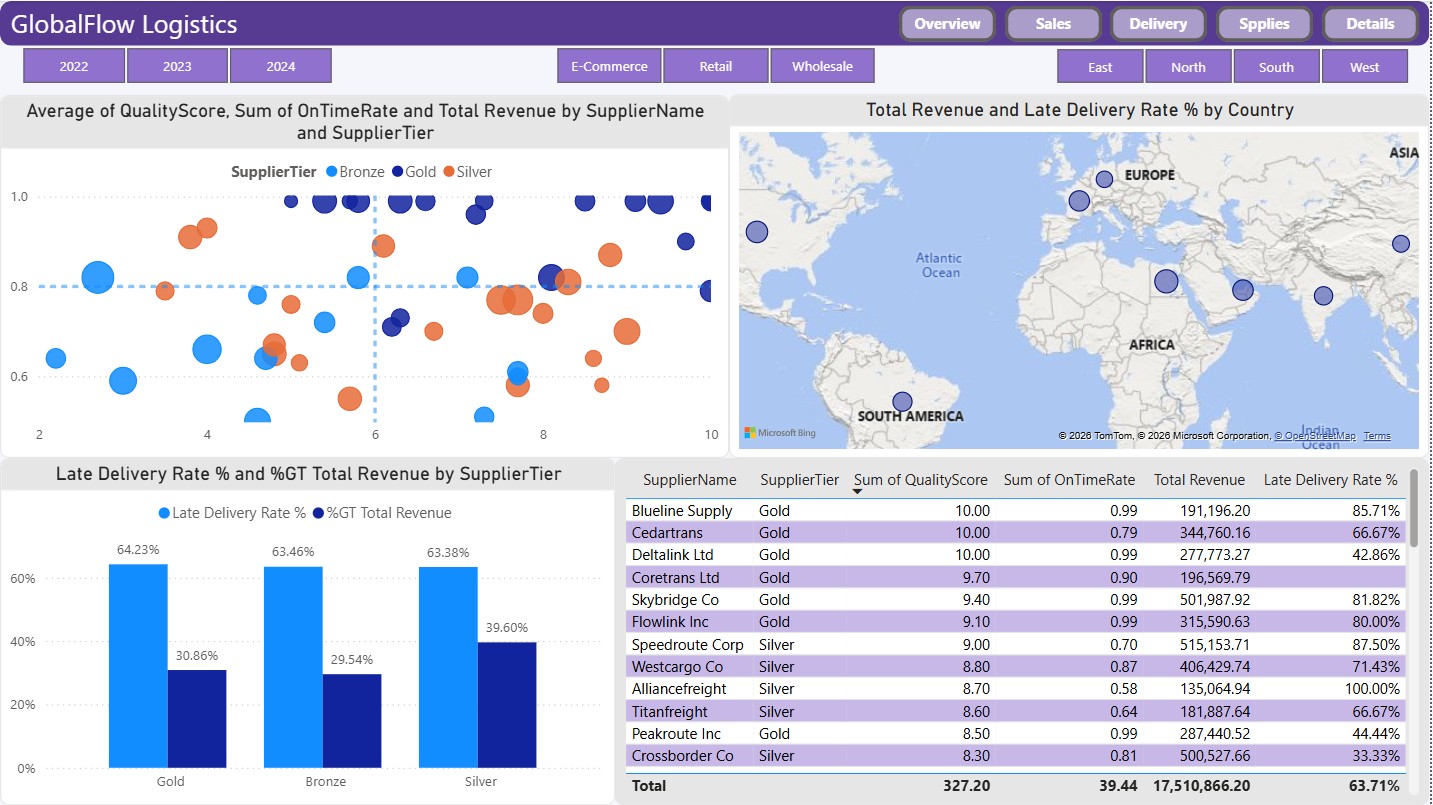 GlobalFlow Logistics
Overview
Sales
Delivery
Spplies
Details
2022
2023
2024
E-Commerce
Retail
Wholesale
East
North
South
West
Average of QualityScore, Sum of OnTimeRate and Total Revenue by SupplierName
and SupplierTier
SupplierTier Bronze Gold Silver
1.0
0.8
0.6
2 4 6 8 10
Total Revenue and Late Delivery Rate % by Country
ASIA
EUROPE
Atlantic
Ocean
AFRICA
SOUTH AMERICA
Indian
Ocean
Microsoft Bing
© 2026 TomTom, © 2026 Microsoft Corporation, © OpenStreetMap Terms
Late Delivery Rate % and %GT Total Revenue by SupplierTier
Late Delivery Rate % %GT Total Revenue
64.23% 63.46% 63.38%
60%
39.60%
40%
30.86% 29.54%
20%
0%
Gold Bronze Silver
SupplierName SupplierTier Sum of QualityScore Sum of OnTimeRate Total Revenue Late Delivery Rate %
Blueline Supply Gold 10.00 0.99 191,196.20 85.71%
Cedartrans Gold 10.00 0.79 344,760.16 66.67%
Deltalink Ltd Gold 10.00 0.99 277,773.27 42.86%
Coretrans Ltd Gold 9.70 0.90 196,569.79
Skybridge Co Gold 9.40 0.99 501,987.92 81.82%
Flowlink Inc Gold 9.10 0.99 315,590.63 80.00%
Speedroute Corp Silver 9.00 0.70 515,153.71 87.50%
Westcargo Co Silver 8.80 0.87 406,429.74 71.43%
Alliancefreight Silver 8.70 0.58 135,064.94 100.00%
Titanfreight Silver 8.60 0.64 181,887.64 66.67%
Peakroute Inc Gold 8.50 0.99 287,440.52 44.44%
Crossborder Co Silver 8.30 0.81 500,527.66 33.33%
Total 327.20 39.44 17,510,866.20 63.71%